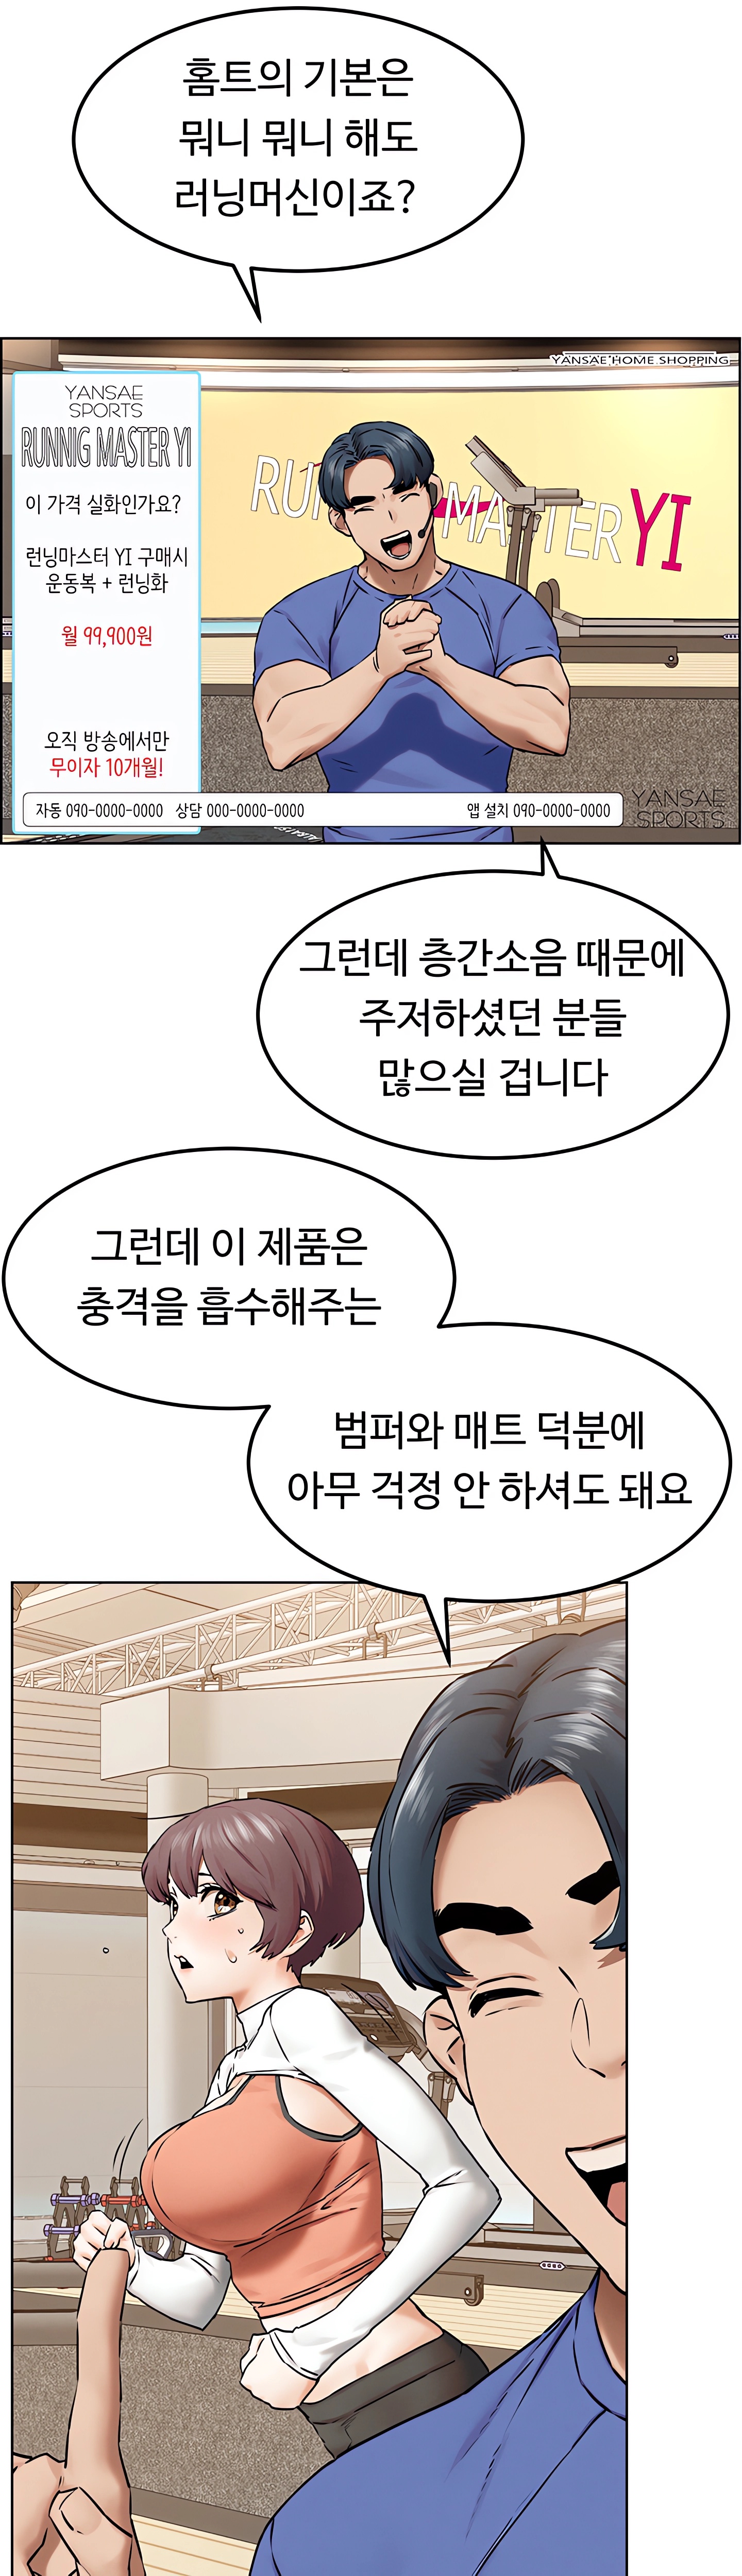 홈트의 기본은
뭐니 뭐니 해도
러닝머신이죠?
YANSAE HOME SHOPPING
YANSAE
SPORTS
RUNNIG MASTER YI
이 가격 실화인가요?
런닝마스터 YI 구매시
운동복 + 런닝화
월 99,900원
오직 방송에서만
무이자 10개월!
MASTER YI
자동 090-0000-0000 상담 000-0000-0000 앱 설치 090-0000-0000
YANSAE
SPORTS
그런데 층간소음 때문에
주저하셨던 분들
많으실 겁니다
그런데 이 제품은
충격을 흡수해주는
범퍼와 매트 덕분에
아무 걱정 안 하셔도 돼요